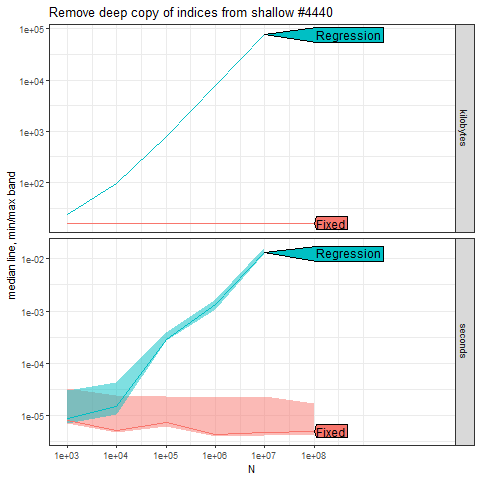 Remove deep copy of indices from shallow #4440
median line, min/max band
1e+05
1e+04
1e+03
1e+02
Regression
Fixed
kilobytes
1e-02
1e-03
1e-04
1e-05
Regression
Fixed
seconds
1e+03 1e+04 1e+05 1e+06 1e+07 1e+08
N